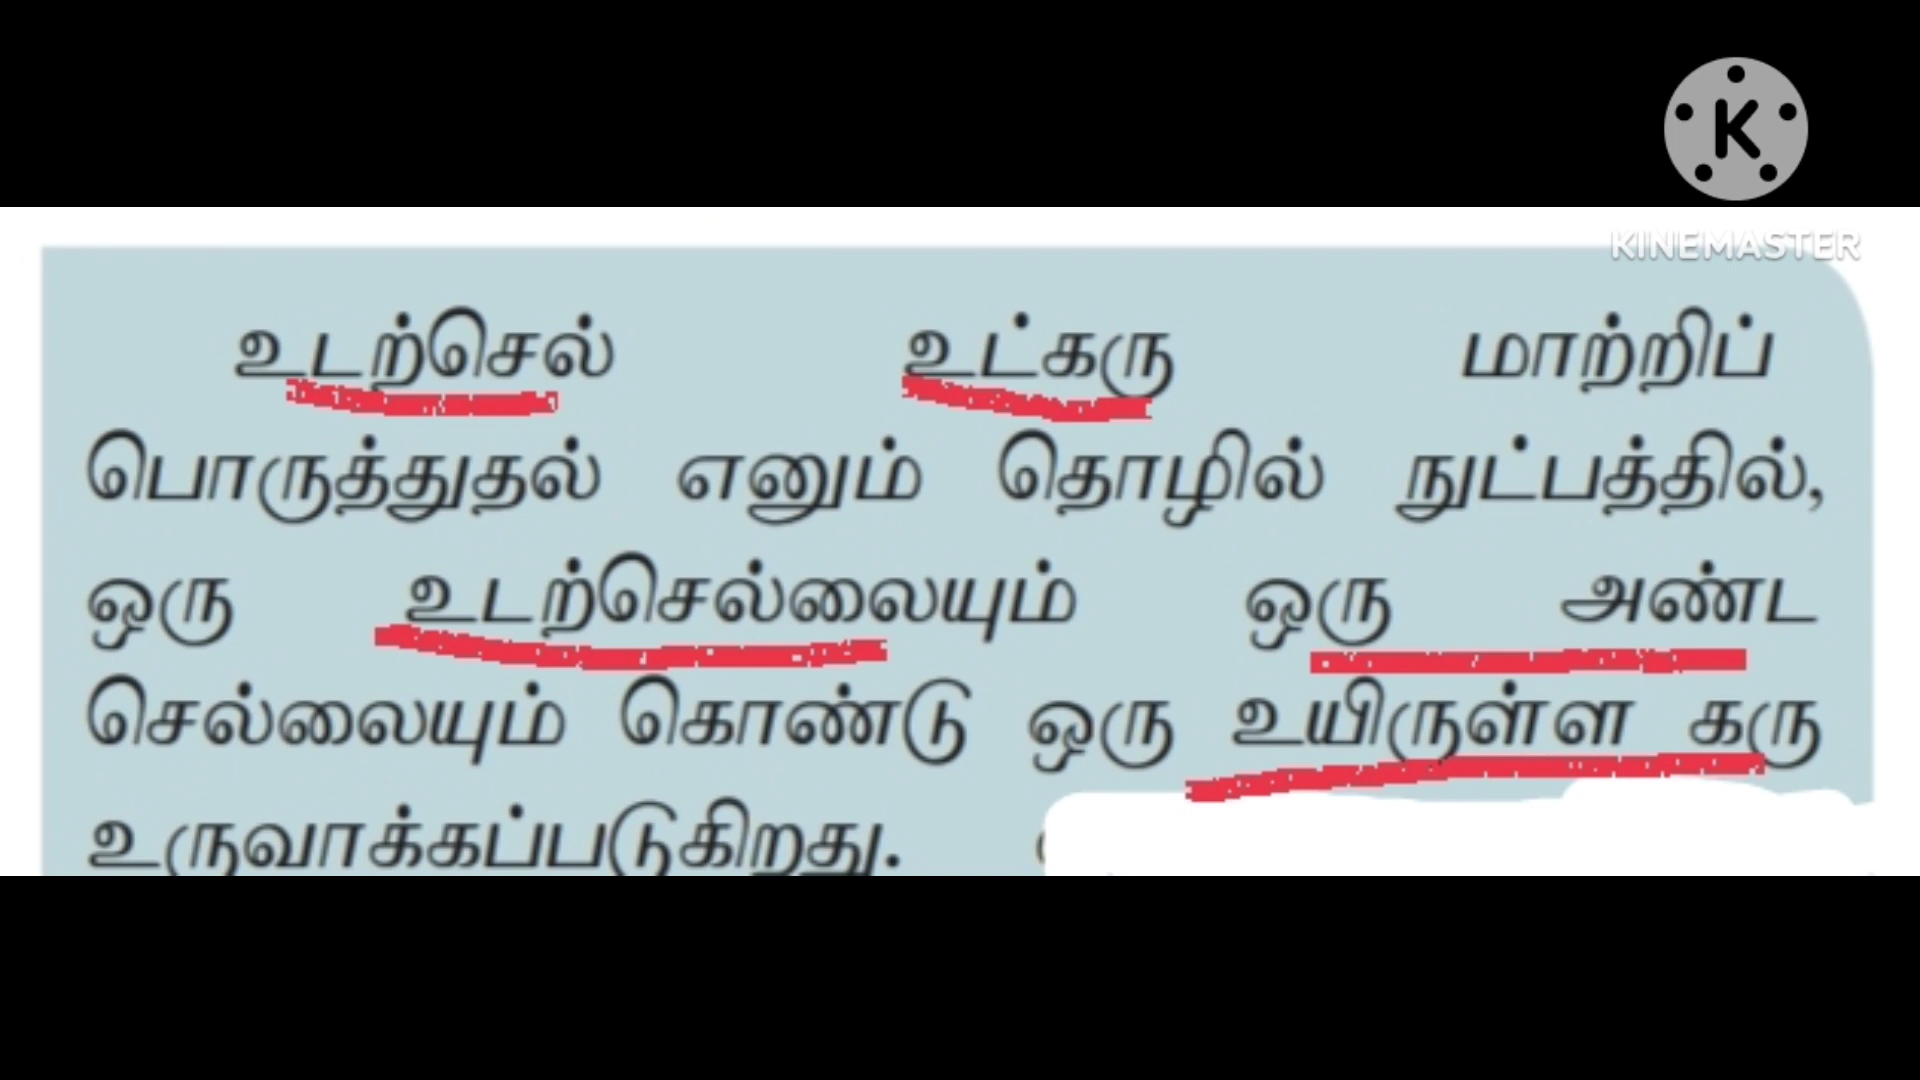 K
KINEMASTER
உடற்செல் உட்கரு மாற்றிப்
பொருத்துதல் எனும் தொழில் நுட்பத்தில்,
ஒரு உடற்செல்லையும் ஒரு அண்ட
செல்லையும் கொண்டு ஒரு உயிருள்ள கரு
உருவாக்கப்படுகிறது.